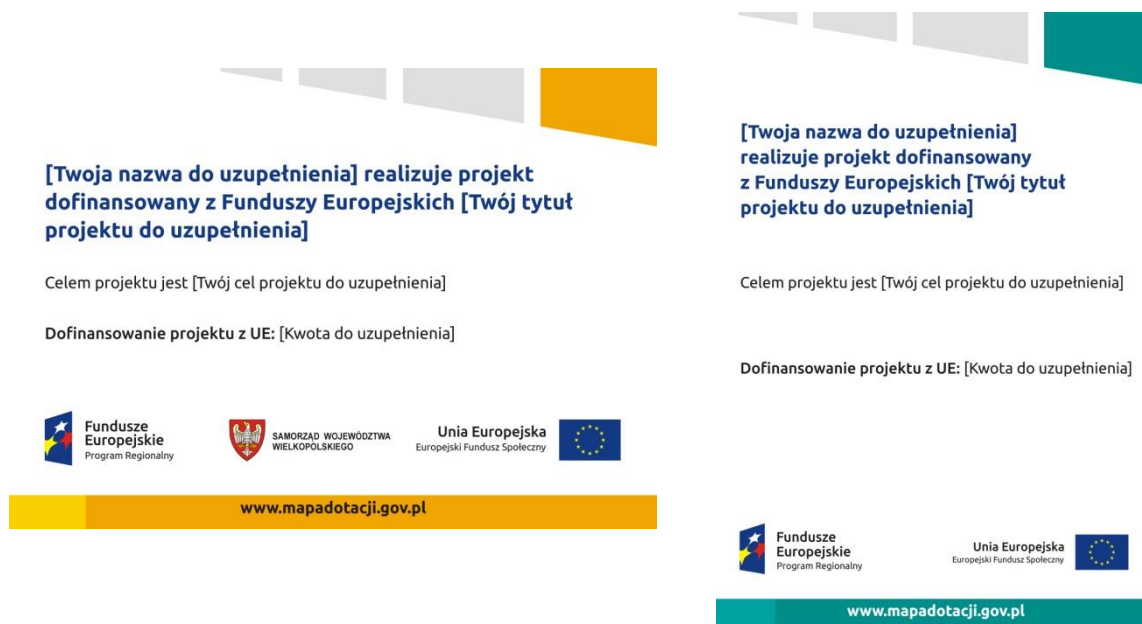 [Twoja nazwa do uzupełnienia] realizuje projekt
dofinansowany z Funduszy Europejskich [Twój tytuł
projektu do uzupełnienia]
Celem projektu jest [Twój cel projektu do uzupełnienia]
Dofinansowanie projektu z UE: [Kwota do uzupełnienia]
Fundusze
Europejskie
Program Regionalny
SAMORZĄD WOJEWÓDZTWA
WIELKOPOLSKIEGO
Unia Europejska
Europejski Fundusz Społeczny
www.mapadotacji.gov.pl
[Twoja nazwa do uzupełnienia]
realizuje projekt dofinansowany
z Funduszy Europejskich [Twój tytuł
projektu do uzupełnienia]
Celem projektu jest [Twój cel projektu do uzupełnienia]
Dofinansowanie projektu z UE: [Kwota do uzupełnienia]
Fundusze
Europejskie
Program Regionalny
Unia Europejska
Europejski Fundusz Społeczny
www.mapadotacji.gov.pl